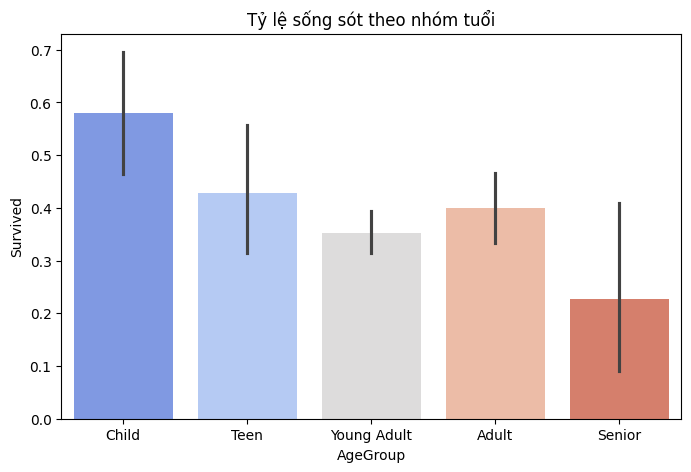 Tỷ lệ sống sót theo nhóm tuổi
0.7
0.6
0.5
0.4
0.3
0.2
0.1
0.0
Survived
Child Teen Young Adult Adult Senior
AgeGroup